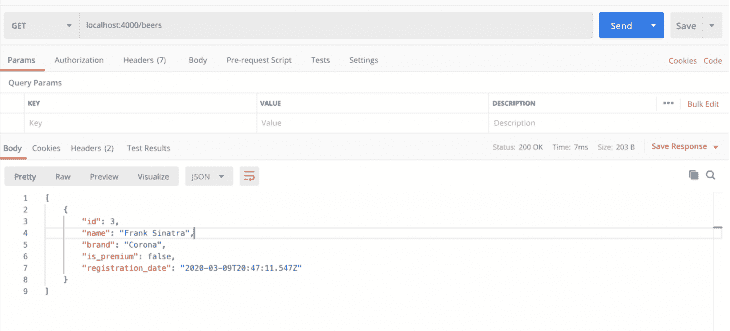 GET localhost:4000/beers Send Save
Params Authorization Headers (7) Body Pre-request Script Tests Settings Cookies Code
Query Params
KEY VALUE DESCRIPTION ••• Bulk Edit
Key Value Description
Body Cookies Headers (2) Test Results Status: 200 OK Time: 7ms Size: 203 B Save Response
Pretty Raw Preview Visualize JSON
1 [
2 {
3 "id": 3,
4 "name": "Frank Sinatra",
5 "brand": "Corona",
6 "is_premium": false,
7 "registration_date": "2020-03-09T20:47:11.547Z"
8 }
9 ]